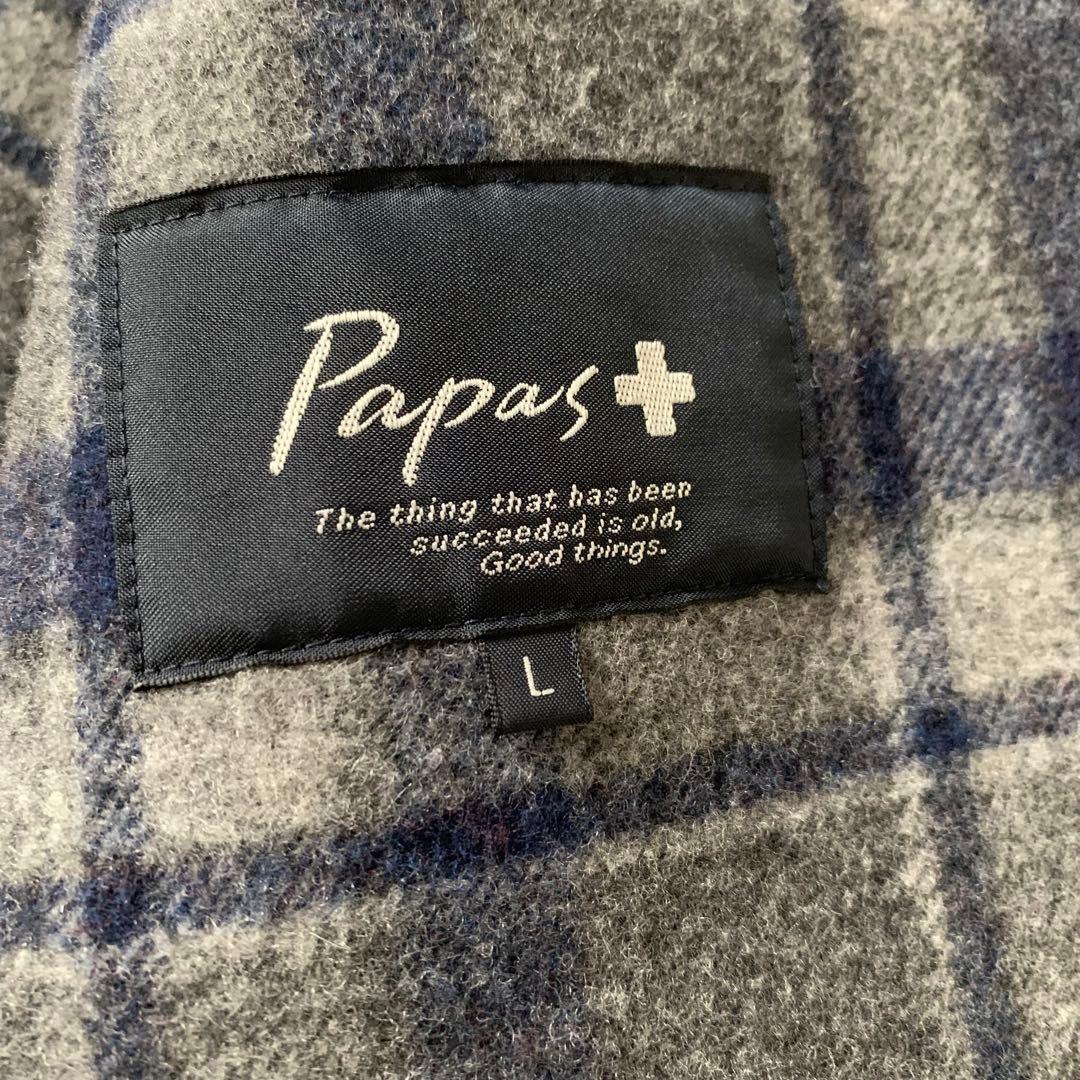 Papas+
The thing that has been
succeeded is old,
Good things.
L